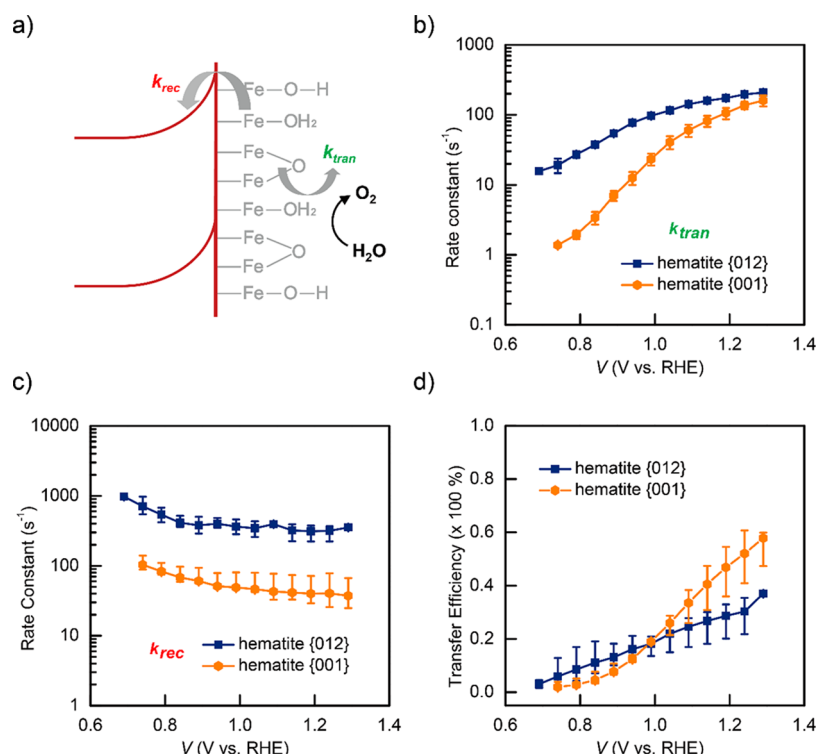 a)
k_rec
Fe—O—H
Fe—OH₂
Fe
O
k_tran
Fe
O₂
Fe—OH₂
Fe
O
H₂O
Fe
Fe—O—H
b)
1000
100
10
1
0.1
Rate constant (s⁻¹)
k_tran
hematite {012}
hematite {001}
0.6 0.8 1.0 1.2 1.4
V (V vs. RHE)
c)
10000
1000
100
10
1
Rate Constant (s⁻¹)
k_rec
hematite {012}
hematite {001}
0.6 0.8 1.0 1.2 1.4
V (V vs. RHE)
d)
1.0
0.8
0.6
0.4
0.2
0.0
Transfer Efficiency (x 100 %)
hematite {012}
hematite {001}
0.6 0.8 1.0 1.2 1.4
V (V vs. RHE)